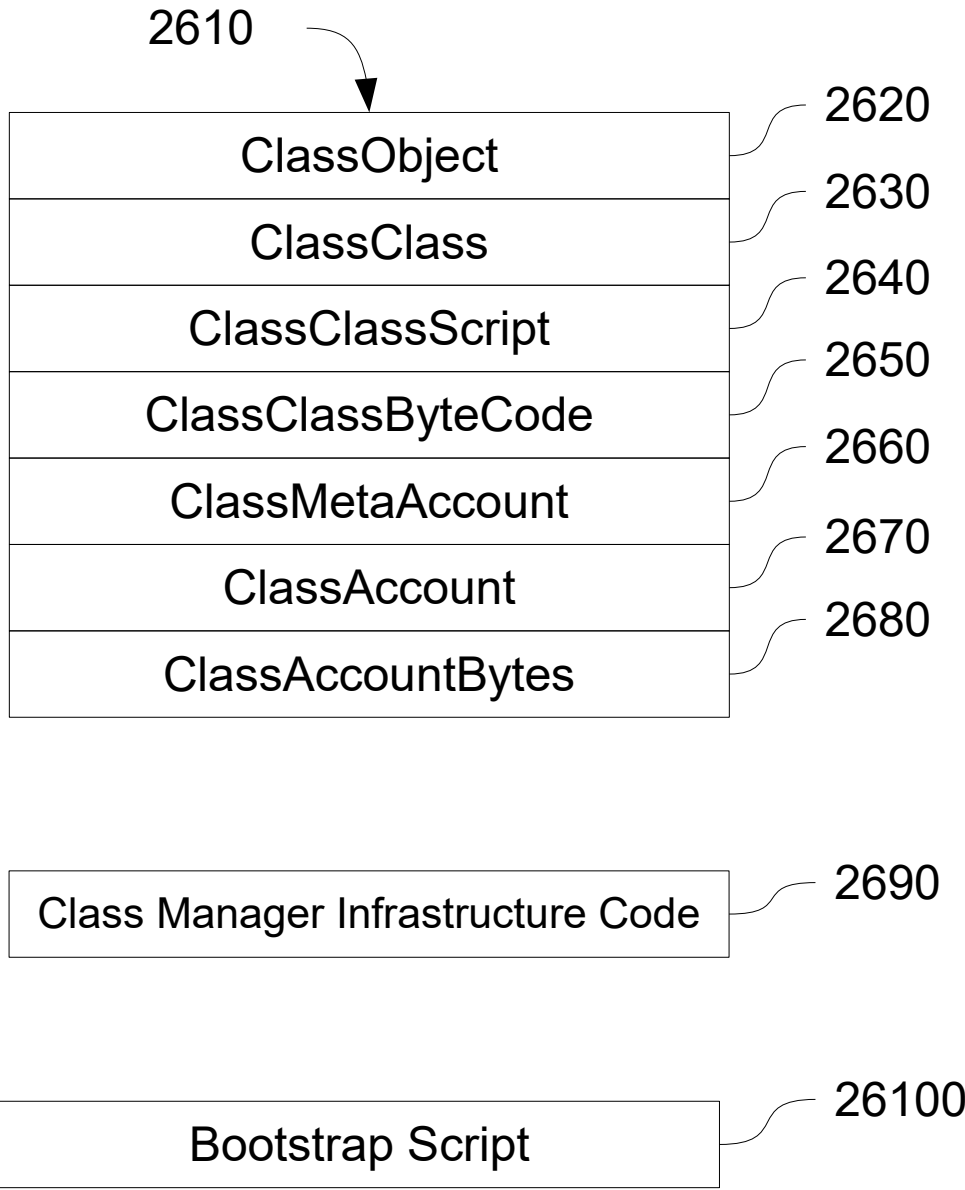 2610
ClassObject 2620
ClassClass 2630
ClassClassScript 2640
ClassClassByteCode 2650
ClassMetaAccount 2660
ClassAccount 2670
ClassAccountBytes 2680
Class Manager Infrastructure Code 2690
Bootstrap Script 26100